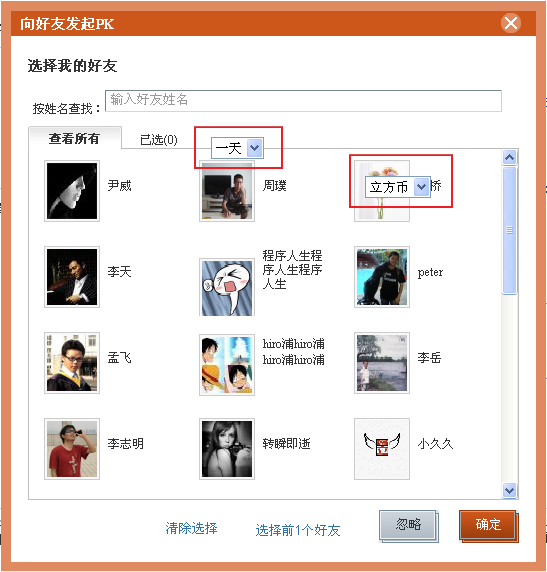 向好友发起PK
选择我的好友
按姓名查找：
输入好友姓名
查看所有
已选(0)
一天
尹威
周璞
立方币
桥
李天
程序人生程
序人生程序
人生
peter
孟飞
hiro浦hiro浦
hiro浦hiro浦
李岳
李志明
转瞬即逝
小久久
清除选择
选择前1个好友
忽略
确定